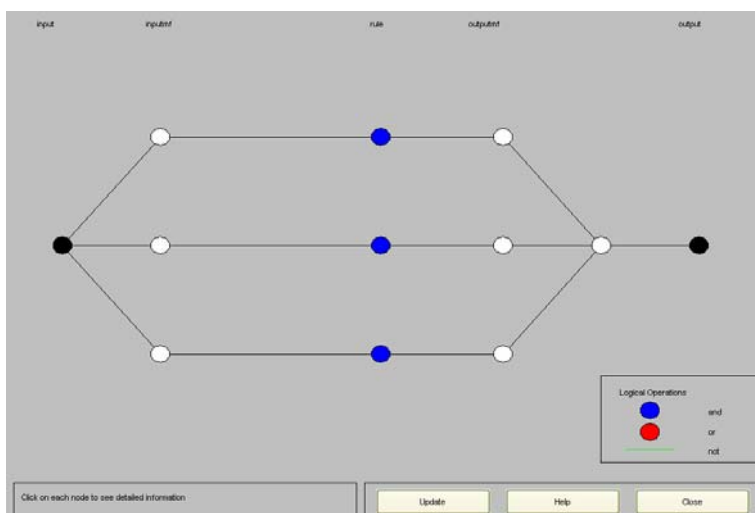 input inputmf rule outputmf output
Logical Operations
and
or
not
Click on each node to see detailed information
Update Help Close